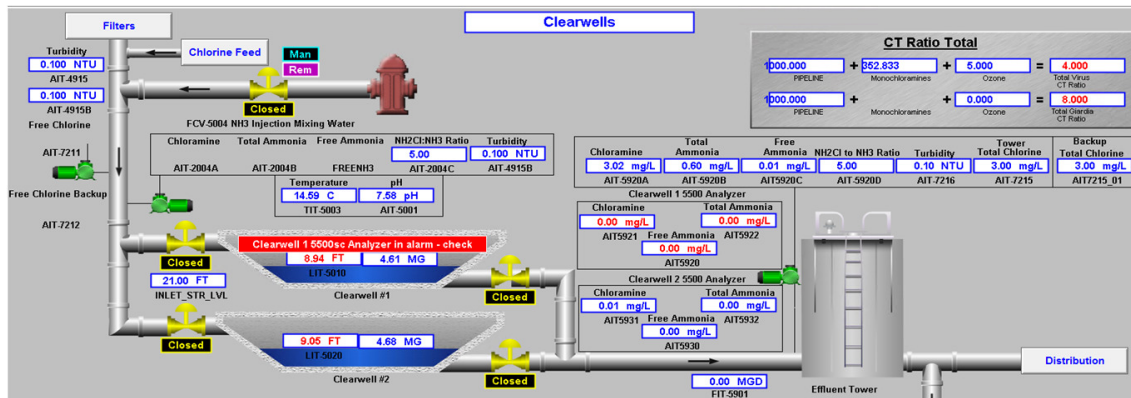 Filters
Clearwells
Turbidity
0.100 NTU
AIT-4915
0.100 NTU
AIT-4915B
Chlorine Feed
Man
Rem
Closed
FCV-5004 NH3 Injection Mixing Water
CT Ratio Total
1000.000 + 352.833 + 5.000 = 4.000
PIPELINE Monochloramines Ozone Total Virus
CT Ratio
1000.000 + + 0.000 = 8.000
PIPELINE Monochloramines Ozone Total Giardia
CT Ratio
Free Chlorine
AIT-7211
Free Chlorine Backup
AIT-7212
Chloramine Total Ammonia Free Ammonia NH2Cl:NH3 Ratio Turbidity
5.00 0.100 NTU
AIT-2004A AIT-2004B FREENH3 AIT-2004C AIT-4915B
Temperature pH
14.59 C 7.58 pH
TIT-5003 AIT-5001
Chloramine Total Ammonia Free Ammonia NH2Cl to NH3 Ratio Turbidity Tower Total Chlorine Backup Total Chlorine
3.02 mg/L 0.60 mg/L 0.01 mg/L 5.00 0.10 NTU 3.00 mg/L 3.00 mg/L
AIT-5920A AIT-5920B AIT5920C AIT-5920D AIT-7216 AIT-7215 AIT7215_01
Clearwell 1 5500 Analyzer
Chloramine Total Ammonia
0.00 mg/L 0.00 mg/L
AIT5921 Free Ammonia AIT5922
0.00 mg/L
AIT5920
Clearwell 2 5500 Analyzer
Chloramine Total Ammonia
0.01 mg/L 0.00 mg/L
AIT5931 Free Ammonia AIT5932
0.00 mg/L
AIT5930
Closed
Clearwell 1 5500sc Analyzer in alarm - check
8.94 FT 4.61 MG
LIT-5010
Clearwell #1
Closed
21.00 FT
INLET_STR_LVL
Closed
9.05 FT 4.68 MG
LIT-5020
Clearwell #2
Closed
0.00 MGD
FIT-5901
Effluent Tower
Distribution